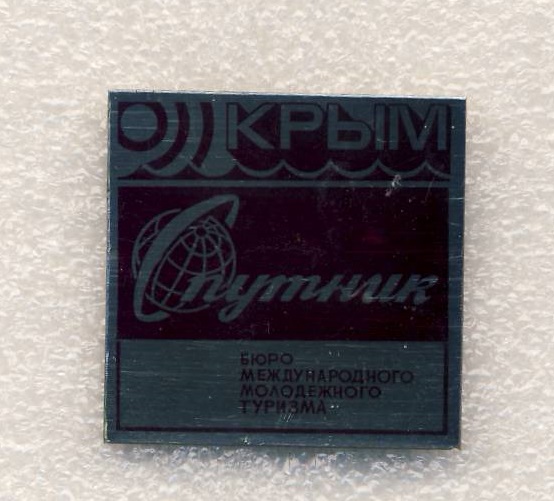 КРЫМ
Спутник
БЮРО
МЕЖДУНАРОДНОГО
МОЛОДЕЖНОГО
ТУРИЗМА